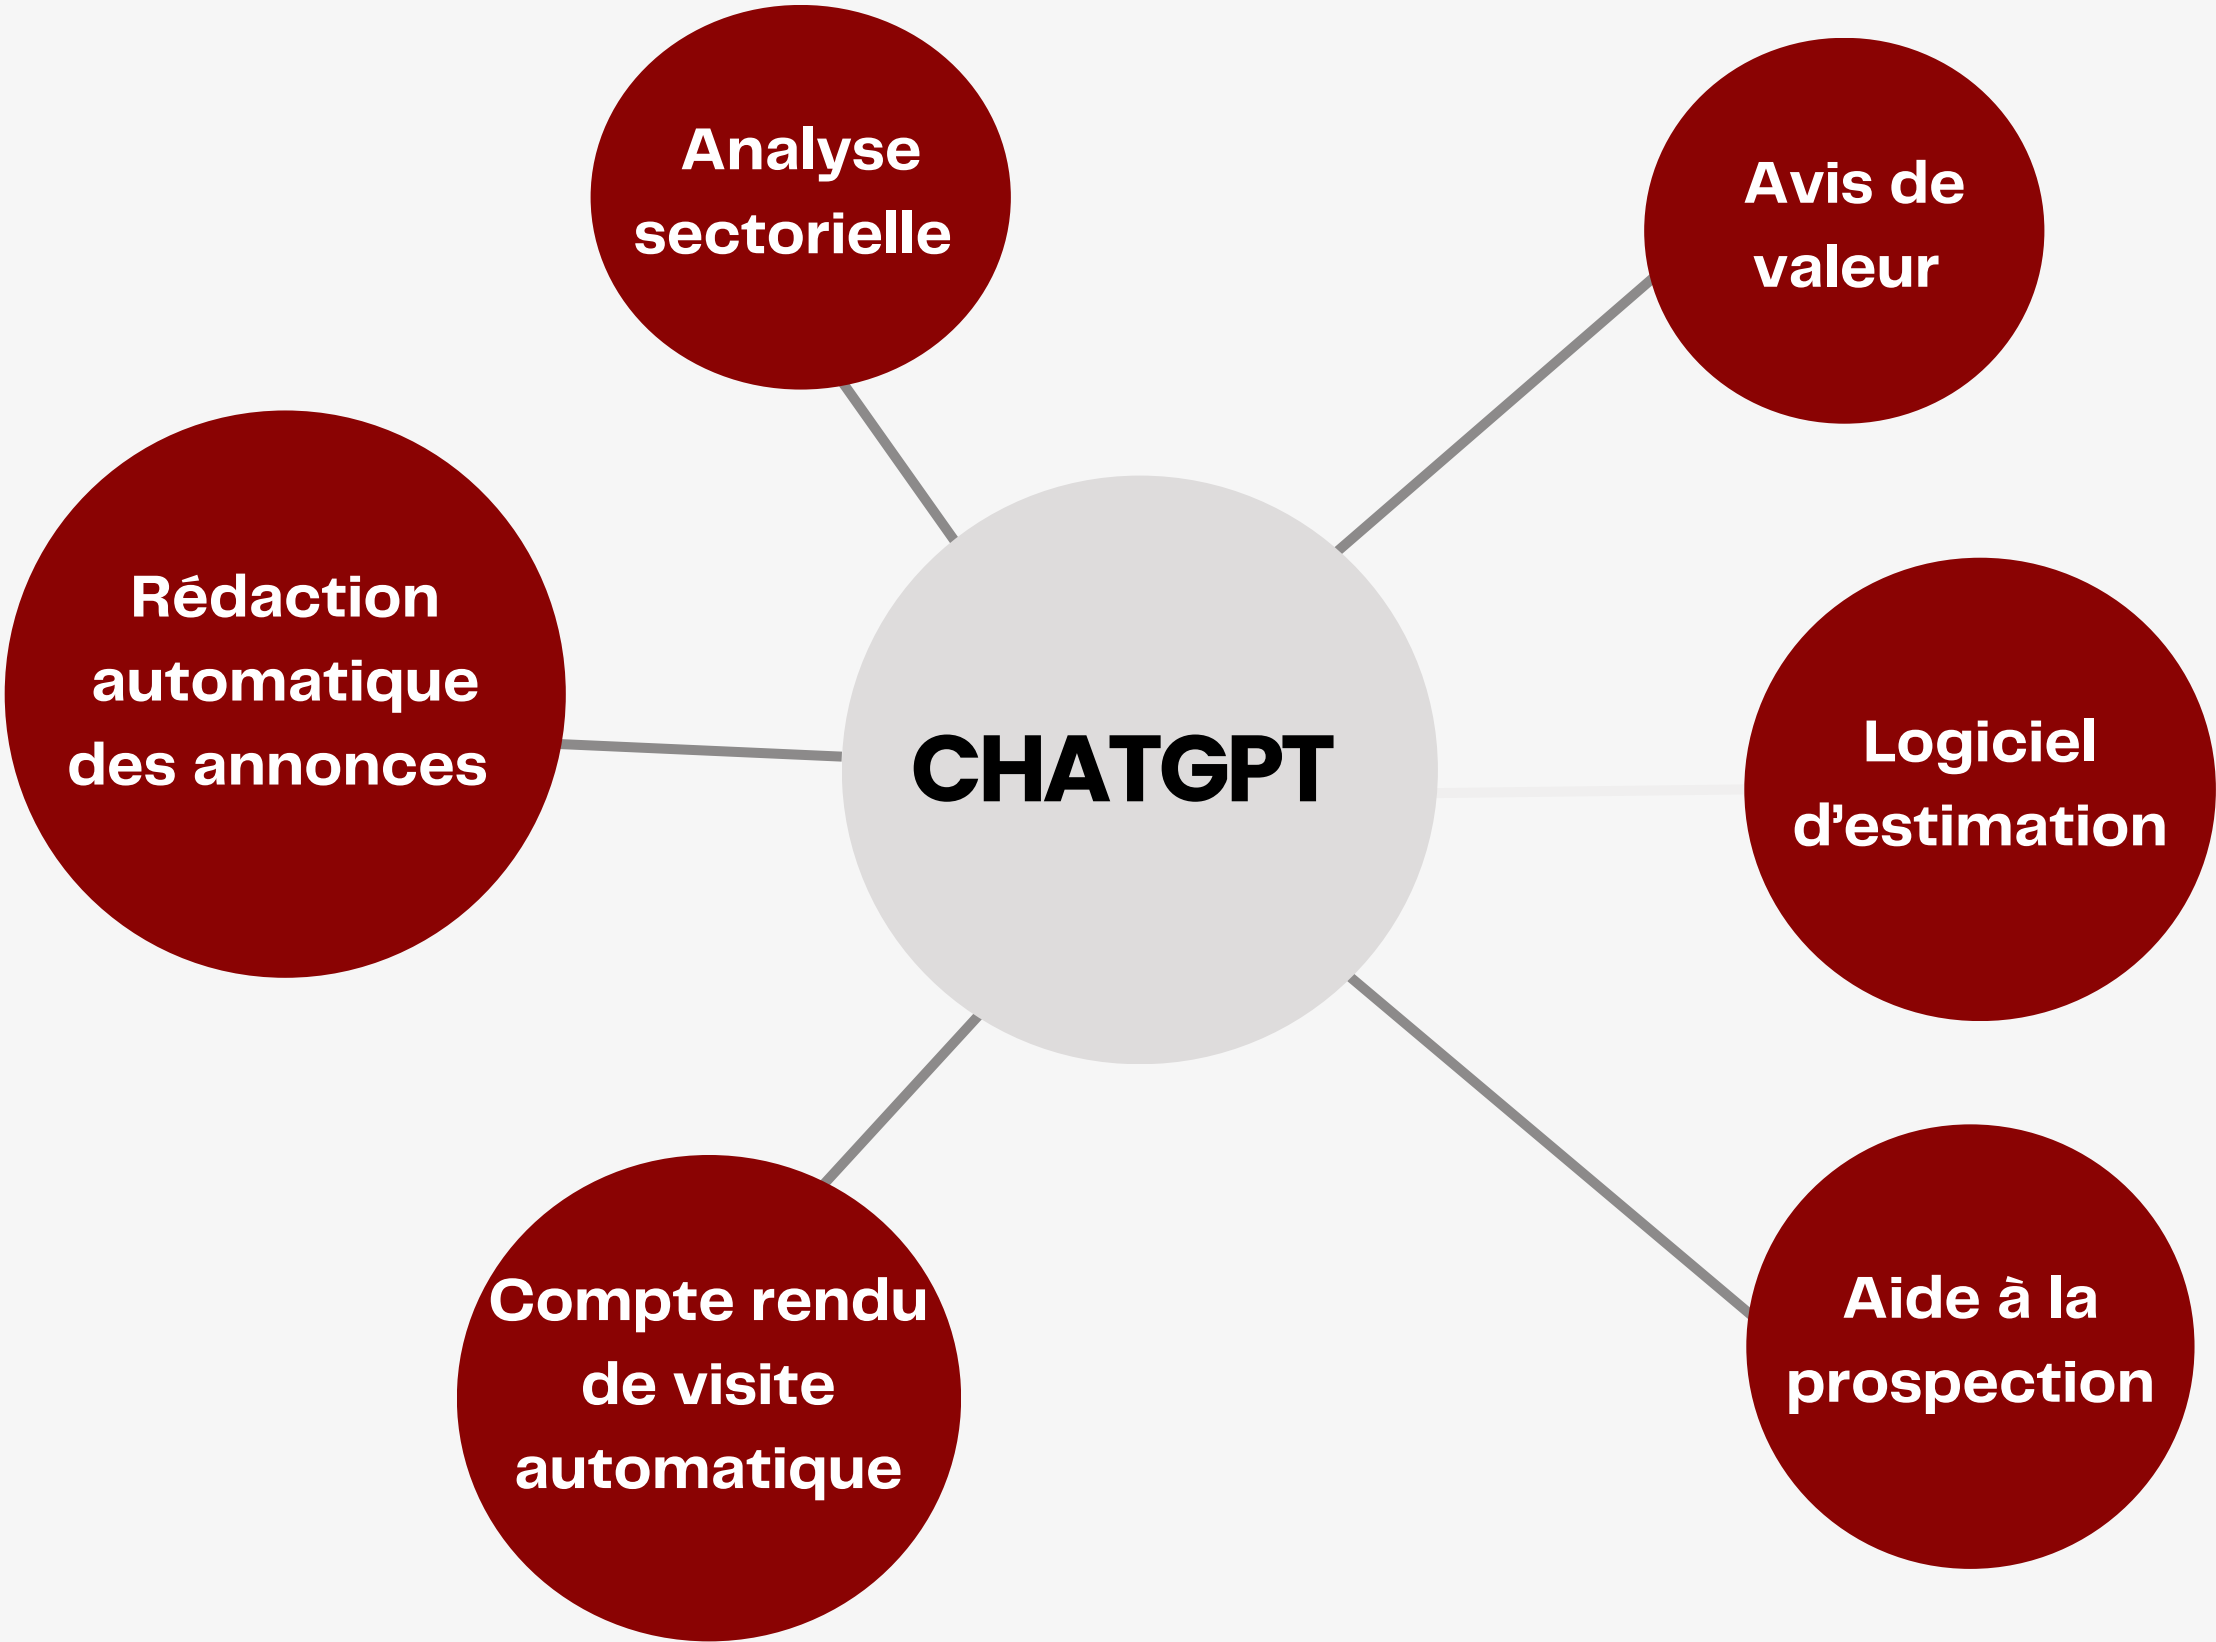 Analyse
sectorielle
Avis de
valeur
Rédaction
automatique
des annonces
CHATGPT
Logiciel
d’estimation
Compte rendu
de visite
automatique
Aide à la
prospection